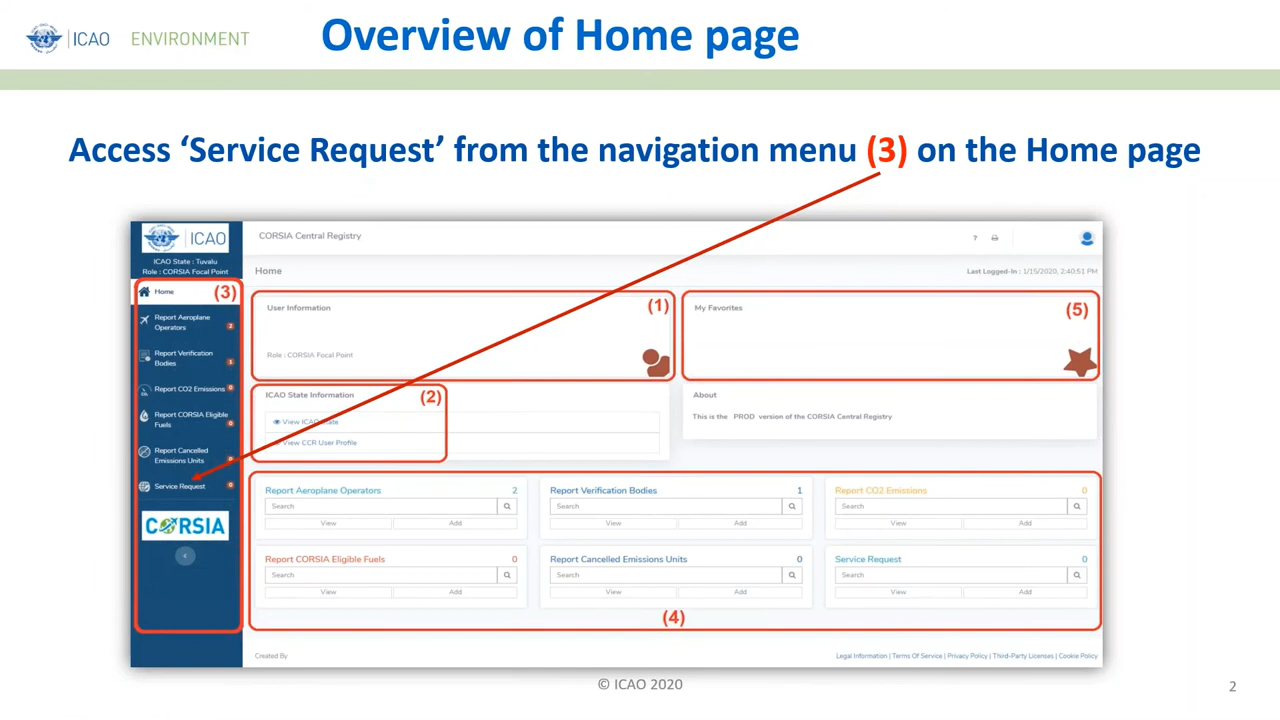 ICAO ENVIRONMENT
Overview of Home page
Access ‘Service Request’ from the navigation menu (3) on the Home page
ICAO
ICAO State : Tuvalu
Role : CORSIA Focal Point
CORSIA Central Registry
?
Home
Last Logged-In : 1/15/2020, 2:40:51 PM
Home
(3)
Report Aeroplane
Operators 2
Report Verification
Bodies 1
Report CO2 Emissions 0
Report CORSIA Eligible
Fuels 0
Report Cancelled
Emissions Units 0
Service Request 0
CORSIA
User Information
(1)
Role : CORSIA Focal Point
My Favorites
(5)
ICAO State Information
(2)
View ICAO State
View CCR User Profile
About
This is the PROD version of the CORSIA Central Registry
Report Aeroplane Operators 2
Search
View Add
Report Verification Bodies 1
Search
View Add
Report CO2 Emissions 0
Search
View Add
Report CORSIA Eligible Fuels 0
Search
View Add
Report Cancelled Emissions Units 0
Search
View Add
Service Request 0
Search
View Add
(4)
Created By
Legal Information | Terms Of Service | Privacy Policy | Third-Party Licenses | Cookie Policy
© ICAO 2020
2